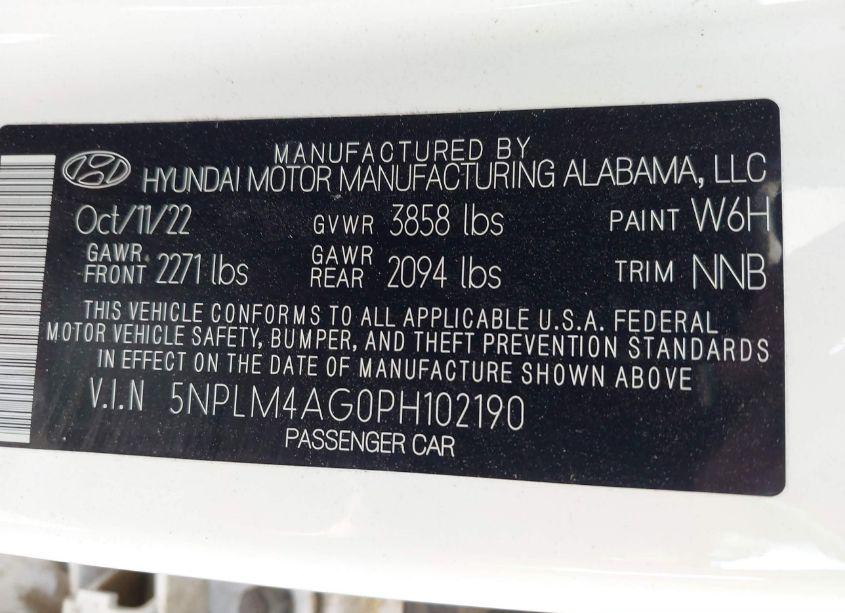 MANUFACTURED BY
HYUNDAI MOTOR MANUFACTURING ALABAMA, LLC
Oct/11/22 GVWR 3858 lbs PAINT W6H
GAWR FRONT 2271 lbs GAWR REAR 2094 lbs TRIM NNB
THIS VEHICLE CONFORMS TO ALL APPLICABLE U.S.A. FEDERAL
MOTOR VEHICLE SAFETY, BUMPER, AND THEFT PREVENTION STANDARDS
IN EFFECT ON THE DATE OF MANUFACTURE SHOWN ABOVE
V.I.N 5NPLM4AG0PH102190
PASSENGER CAR